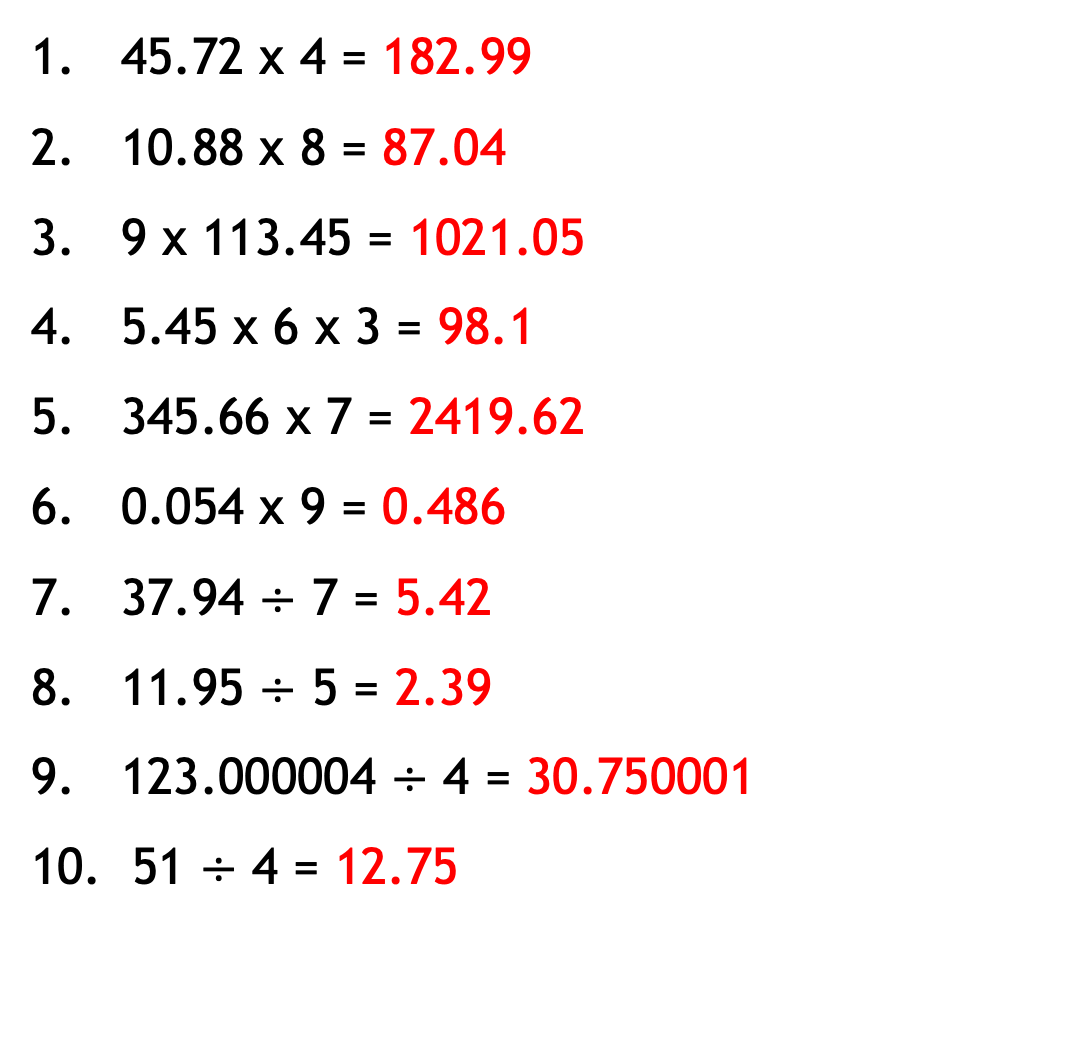 1. 45.72 x 4 = 182.99
2. 10.88 x 8 = 87.04
3. 9 x 113.45 = 1021.05
4. 5.45 x 6 x 3 = 98.1
5. 345.66 x 7 = 2419.62
6. 0.054 x 9 = 0.486
7. 37.94 ÷ 7 = 5.42
8. 11.95 ÷ 5 = 2.39
9. 123.000004 ÷ 4 = 30.750001
10. 51 ÷ 4 = 12.75